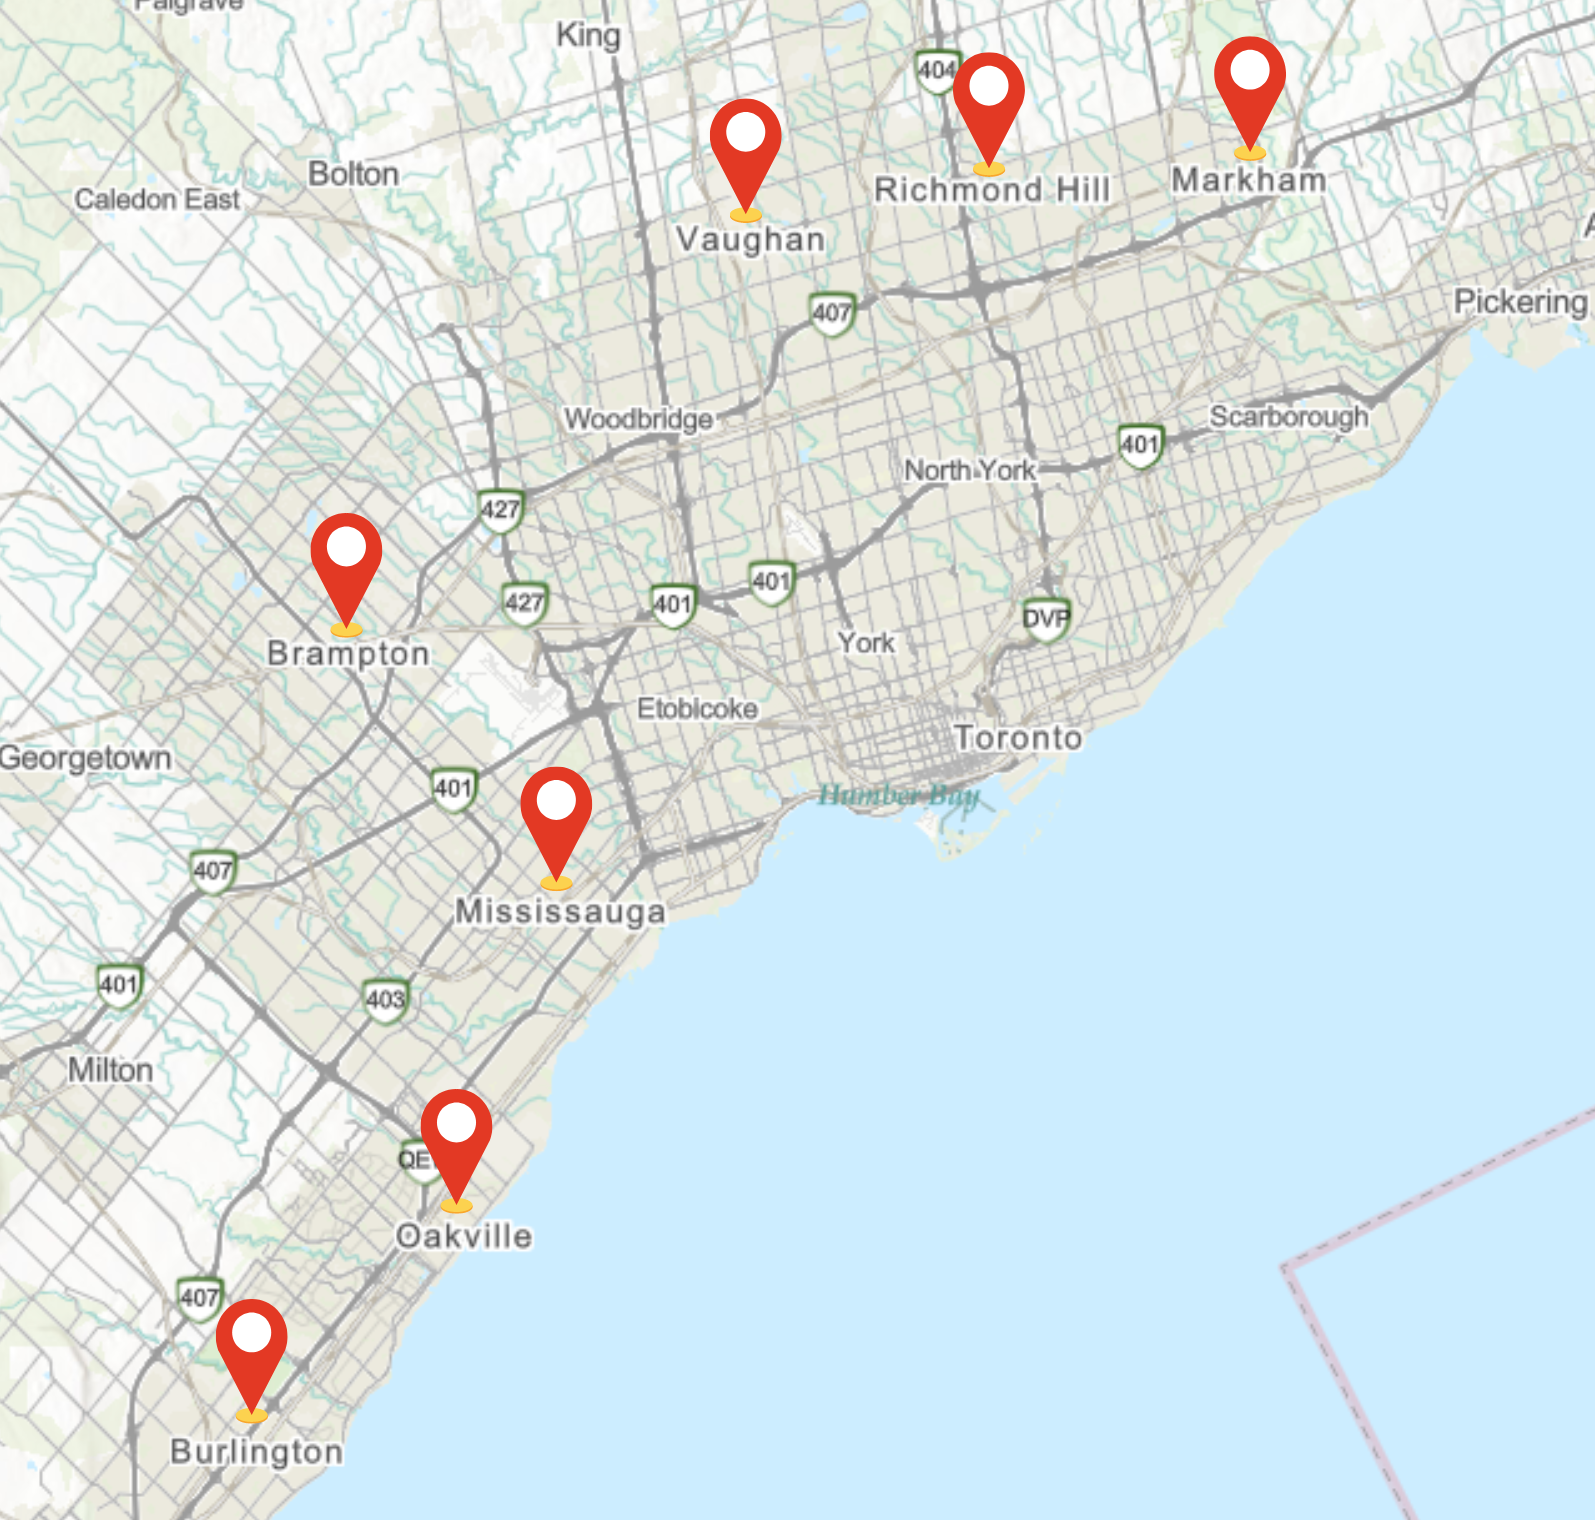 Palgrave
King
404
Bolton
Caledon East
Richmond Hill
Markham
Vaughan
Pickering
407
Woodbridge
Scarborough
401
North York
427
401
427
401
DVP
York
Brampton
Etobicoke
Toronto
Georgetown
401
Humber Bay
407
Mississauga
401
403
Milton
Oakville
407
Burlington